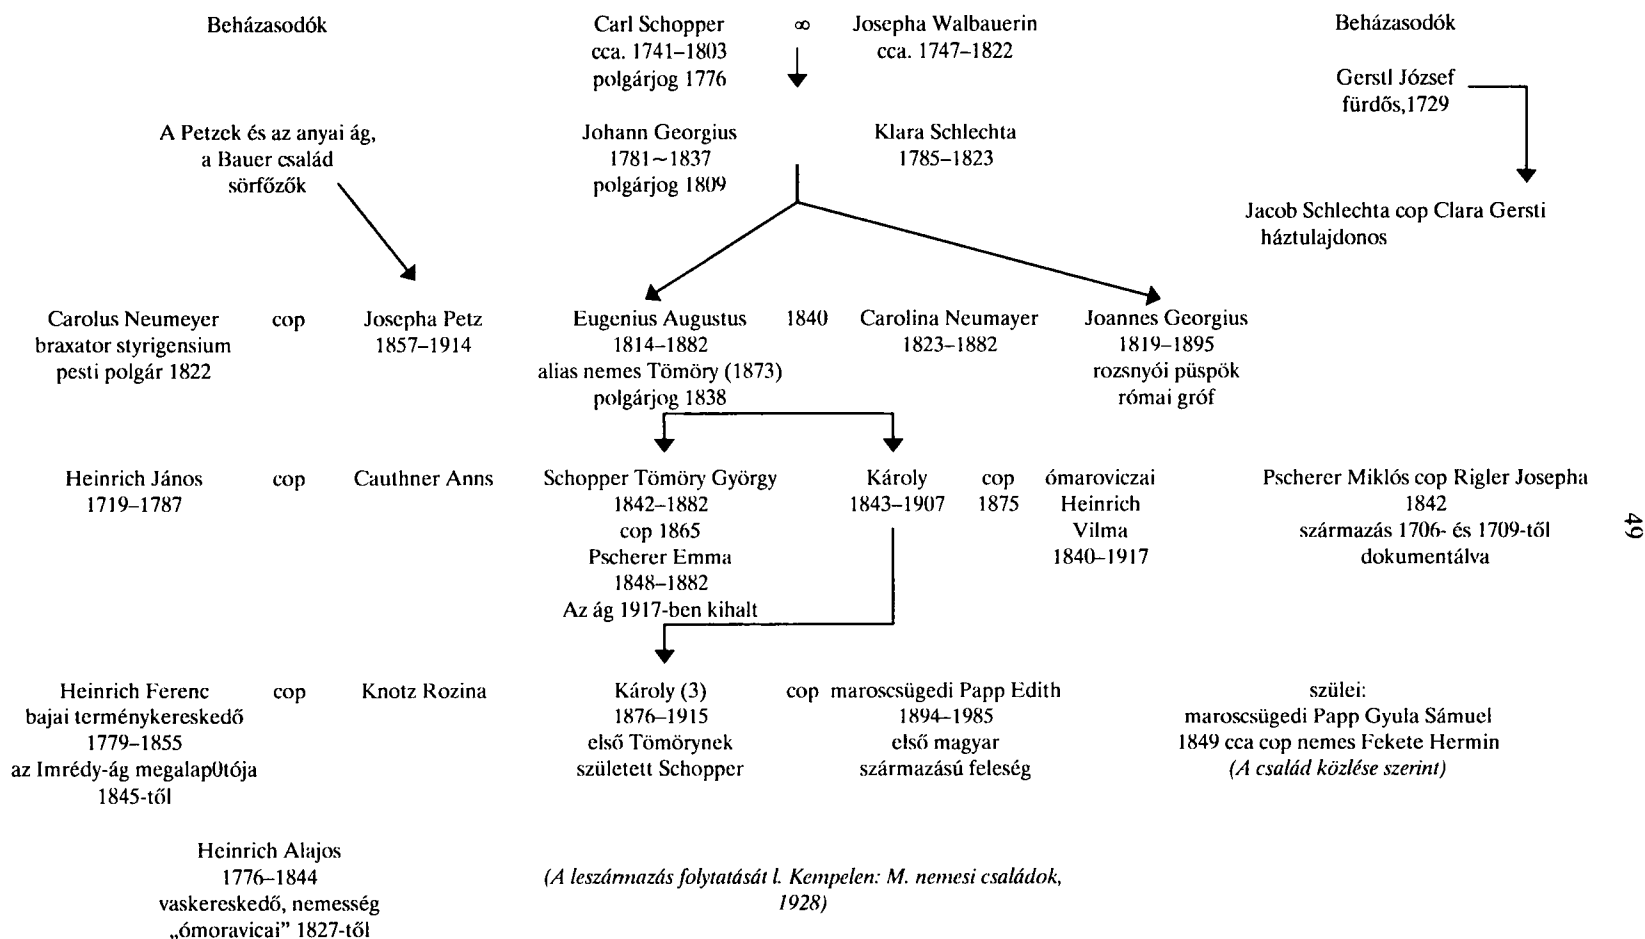 Beházasodók
Carl Schopper ∞ Josepha Walbauerin
cca. 1741–1803 cca. 1747–1822
polgárjog 1776
Beházasodók
Gerstl József
fürdős,1729
A Petzek és az anyai ág,
a Bauer család
sörfőzők
Johann Georgius Klara Schlechta
1781–1837 1785–1823
polgárjog 1809
Jacob Schlechta cop Clara Gersti
háztulajdonos
Carolus Neumeyer cop Josepha Petz
braxator styrigensium 1857–1914
pesti polgár 1822
Eugenius Augustus 1840 Carolina Neumayer
1814–1882 1823–1882
alias nemes Tömöry (1873)
polgárjog 1838
Joannes Georgius
1819–1895
rozsnyói püspök
római gróf
Heinrich János cop Cauthner Anns
1719–1787
Schopper Tömöry György
1842–1882
cop 1865
Pscherer Emma
1848–1882
Az ág 1917-ben kihalt
Károly cop ómaroviczai
1843–1907 1875 Heinrich
Vilma
1840–1917
Pscherer Miklós cop Rigler Josepha
1842
származás 1706- és 1709-től
dokumentálva
49
Heinrich Ferenc cop Knotz Rozina
bajai terménykereskedő
1779–1855
az Imrédy-ág megalap0tója
1845-től
Károly (3) cop maroscsügedi Papp Edith
1876–1915 1894–1985
első Tömörynek első magyar
született Schopper származású feleség
szülei:
maroscsügedi Papp Gyula Sámuel
1849 cca cop nemes Fekete Hermin
(A család közlése szerint)
Heinrich Alajos
1776–1844
vaskereskedő, nemesség
„ómoravicai” 1827-től
(A leszármazás folytatását l. Kempelen: M. nemesi családok,
1928)